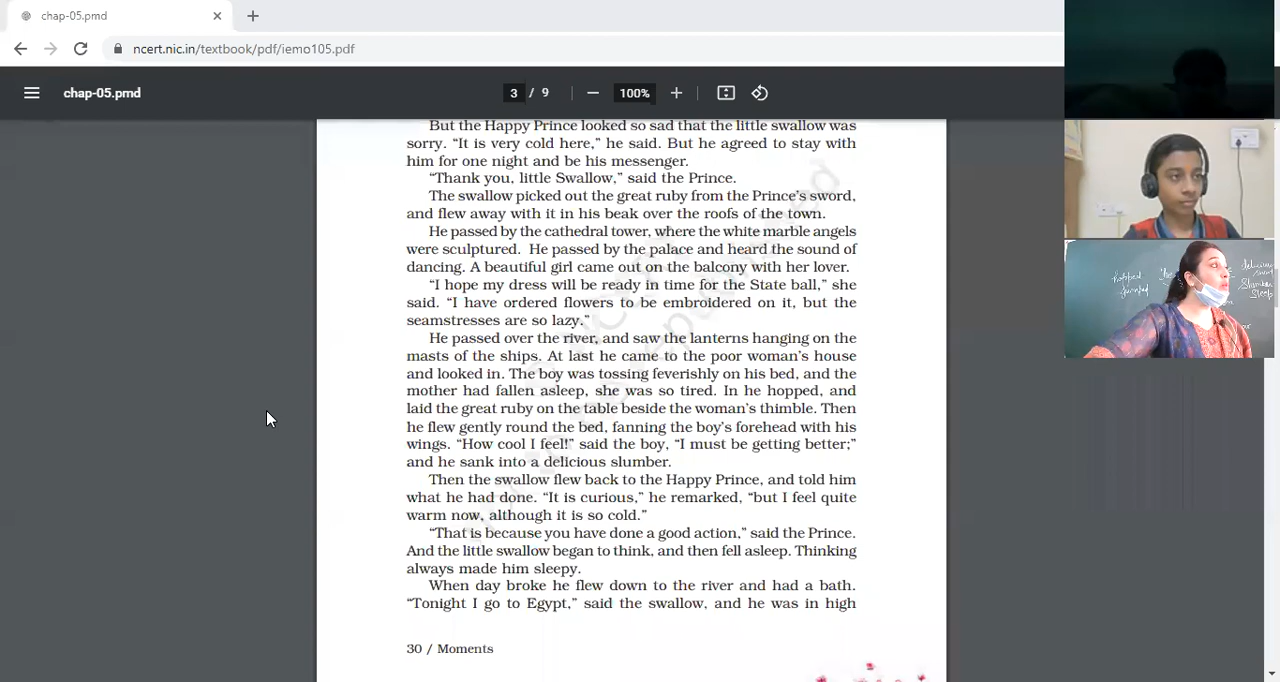 chap-05.pmd
ncert.nic.in/textbook/pdf/iemo105.pdf
chap-05.pmd
3 / 9
100%
But the Happy Prince looked so sad that the little swallow was
sorry. “It is very cold here,” he said. But he agreed to stay with
him for one night and be his messenger.
“Thank you, little Swallow,” said the Prince.
The swallow picked out the great ruby from the Prince’s sword,
and flew away with it in his beak over the roofs of the town.
He passed by the cathedral tower, where the white marble angels
were sculptured. He passed by the palace and heard the sound of
dancing. A beautiful girl came out on the balcony with her lover.
“I hope my dress will be ready in time for the State ball,” she
said. “I have ordered flowers to be embroidered on it, but the
seamstresses are so lazy.”
He passed over the river, and saw the lanterns hanging on the
masts of the ships. At last he came to the poor woman’s house
and looked in. The boy was tossing feverishly on his bed, and the
mother had fallen asleep, she was so tired. In he hopped, and
laid the great ruby on the table beside the woman’s thimble. Then
he flew gently round the bed, fanning the boy’s forehead with his
wings. “How cool I feel!” said the boy, “I must be getting better;”
and he sank into a delicious slumber.
Then the swallow flew back to the Happy Prince, and told him
what he had done. “It is curious,” he remarked, “but I feel quite
warm now, although it is so cold.”
“That is because you have done a good action,” said the Prince.
And the little swallow began to think, and then fell asleep. Thinking
always made him sleepy.
When day broke he flew down to the river and had a bath.
“Tonight I go to Egypt,” said the swallow, and he was in high
30 / Moments
hopped
jumped
delicious
Slumber
Sleep